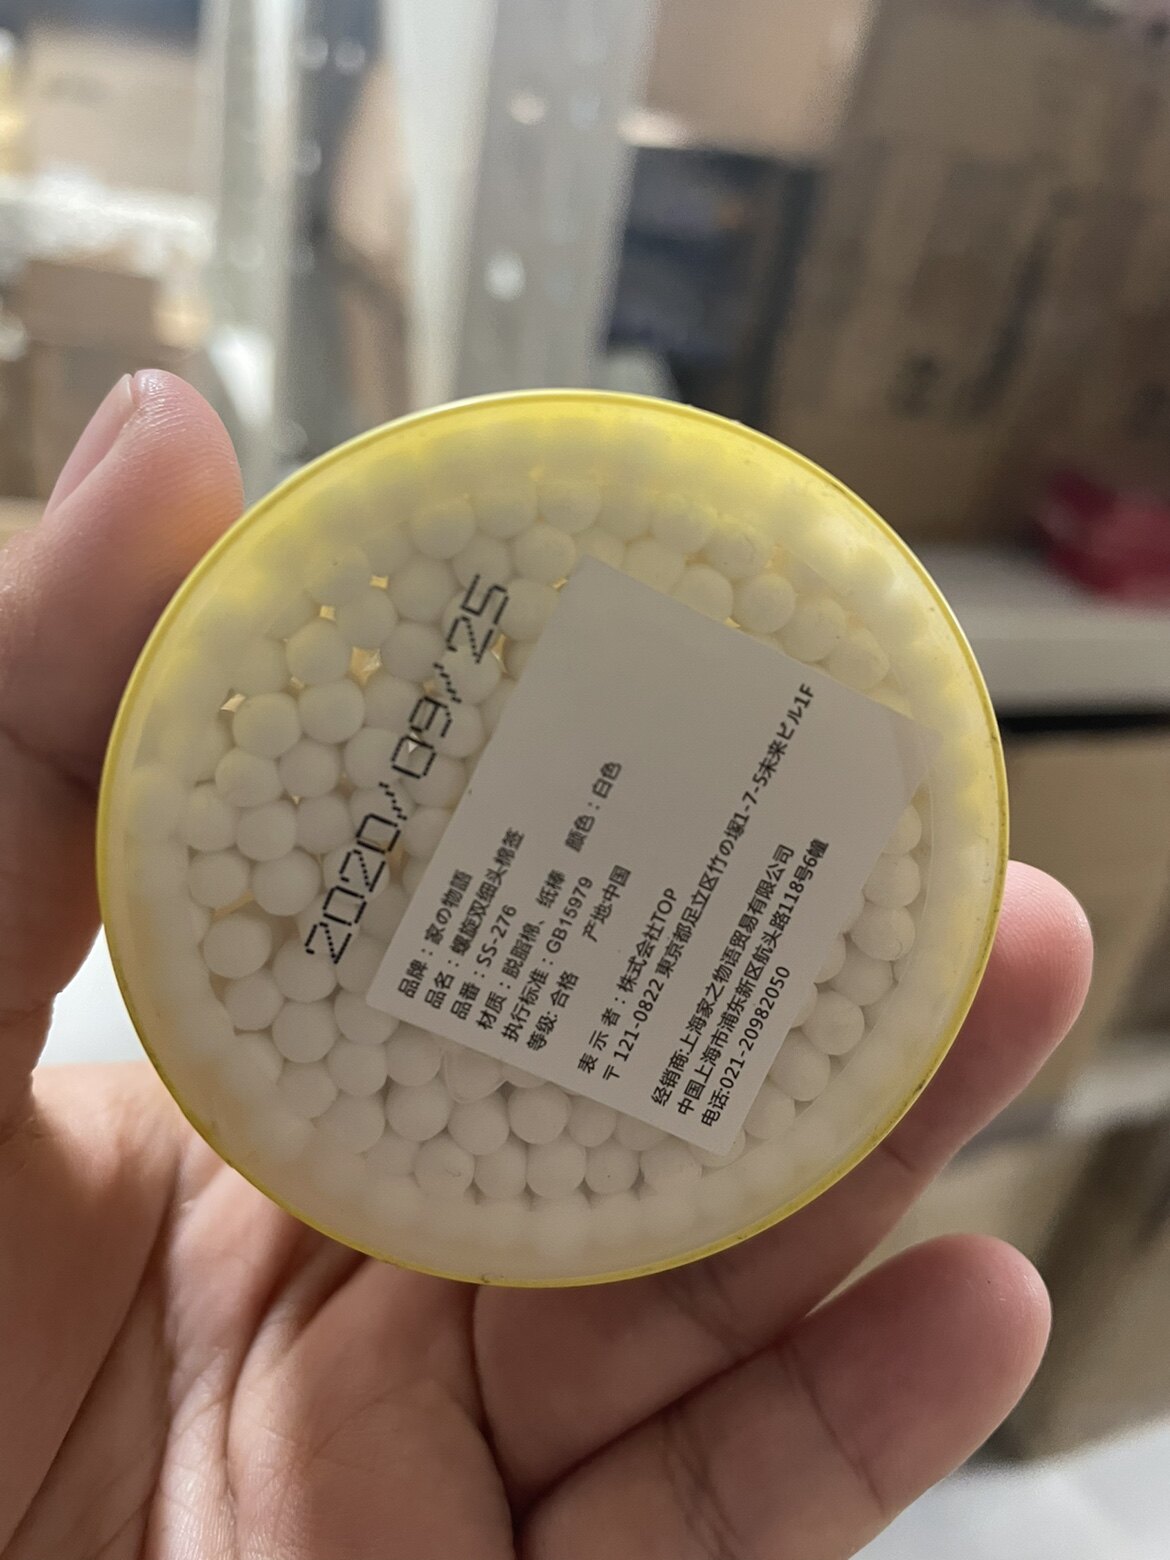 2020/09/25
品牌：家の物語
品名：螺旋双细头棉签
品番：SS-276
材质：脱脂棉、纸棒 颜色：白色
执行标准：GB15979
等级: 合格 产地:中国
表 示 者：株式会社TOP
〒 121-0822 東京都足立区竹の塚1-7-5未来ビル1F
经销商:上海家之物语贸易有限公司
中国上海市浦东新区航头路118号6幢
电话:021-20982050